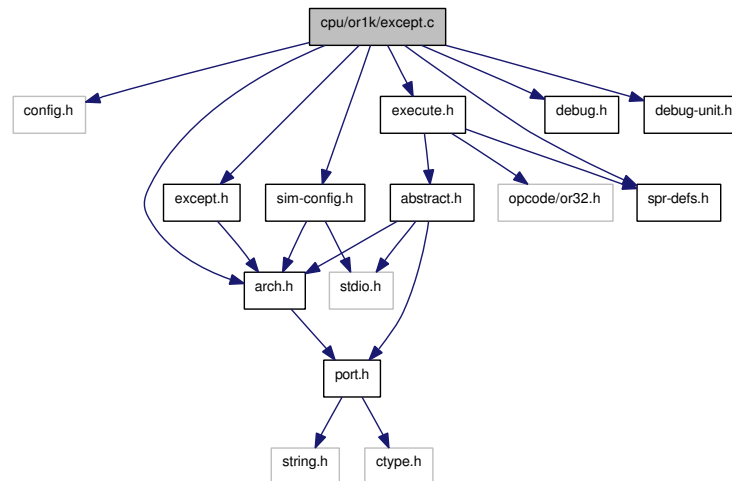 cpu/or1k/except.c
config.h
execute.h
debug.h
debug-unit.h
except.h
sim-config.h
abstract.h
opcode/or32.h
spr-defs.h
arch.h
stdio.h
port.h
string.h
ctype.h